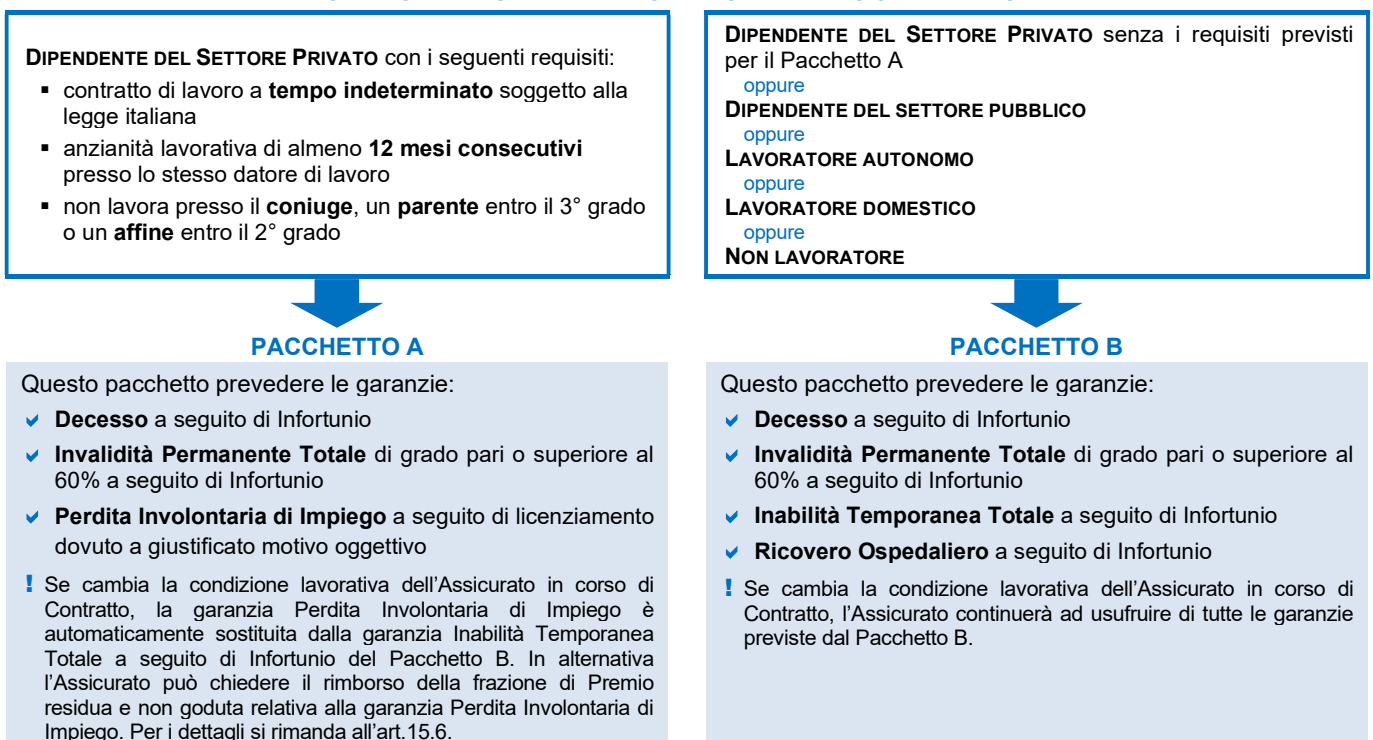 DIPENDENTE DEL SETTORE PRIVATO con i seguenti requisiti:
▪ contratto di lavoro a tempo indeterminato soggetto alla
legge italiana
▪ anzianità lavorativa di almeno 12 mesi consecutivi
presso lo stesso datore di lavoro
▪ non lavora presso il coniuge, un parente entro il 3° grado
o un affine entro il 2° grado
DIPENDENTE DEL SETTORE PRIVATO senza i requisiti previsti
per il Pacchetto A
oppure
DIPENDENTE DEL SETTORE PUBBLICO
oppure
LAVORATORE AUTONOMO
oppure
LAVORATORE DOMESTICO
oppure
NON LAVORATORE
PACCHETTO A
Questo pacchetto prevedere le garanzie:
Decesso a seguito di Infortunio
Invalidità Permanente Totale di grado pari o superiore al
60% a seguito di Infortunio
Perdita Involontaria di Impiego a seguito di licenziamento
dovuto a giustificato motivo oggettivo
! Se cambia la condizione lavorativa dell'Assicurato in corso di
Contratto, la garanzia Perdita Involontaria di Impiego è
automaticamente sostituita dalla garanzia Inabilità Temporanea
Totale a seguito di Infortunio del Pacchetto B. In alternativa
l'Assicurato può chiedere il rimborso della frazione di Premio
residua e non goduta relativa alla garanzia Perdita Involontaria di
Impiego. Per i dettagli si rimanda all'art.15.6.
PACCHETTO B
Questo pacchetto prevedere le garanzie:
Decesso a seguito di Infortunio
Invalidità Permanente Totale di grado pari o superiore al
60% a seguito di Infortunio
Inabilità Temporanea Totale a seguito di Infortunio
Ricovero Ospedaliero a seguito di Infortunio
! Se cambia la condizione lavorativa dell'Assicurato in corso di
Contratto, l'Assicurato continuerà ad usufruire di tutte le garanzie
previste dal Pacchetto B.